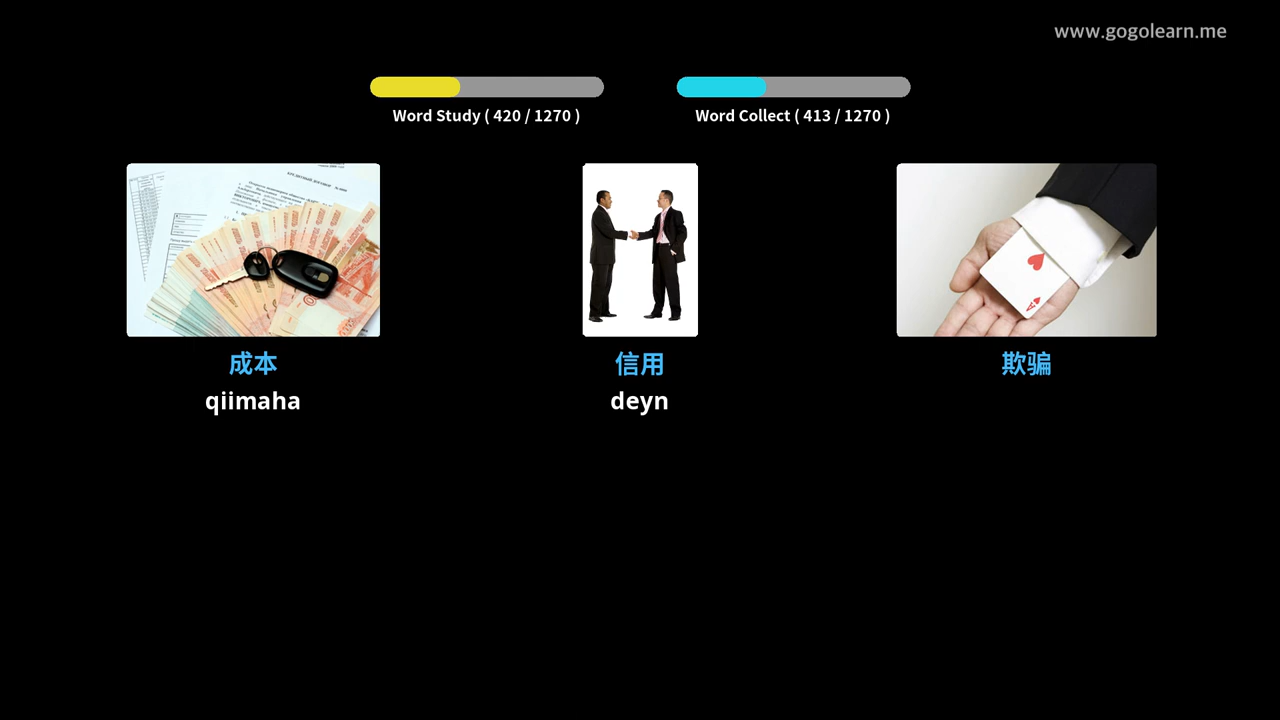 www.gogolearn.me
Word Study ( 420 / 1270 )
Word Collect ( 413 / 1270 )
成本
qiimaha
信用
deyn
欺骗